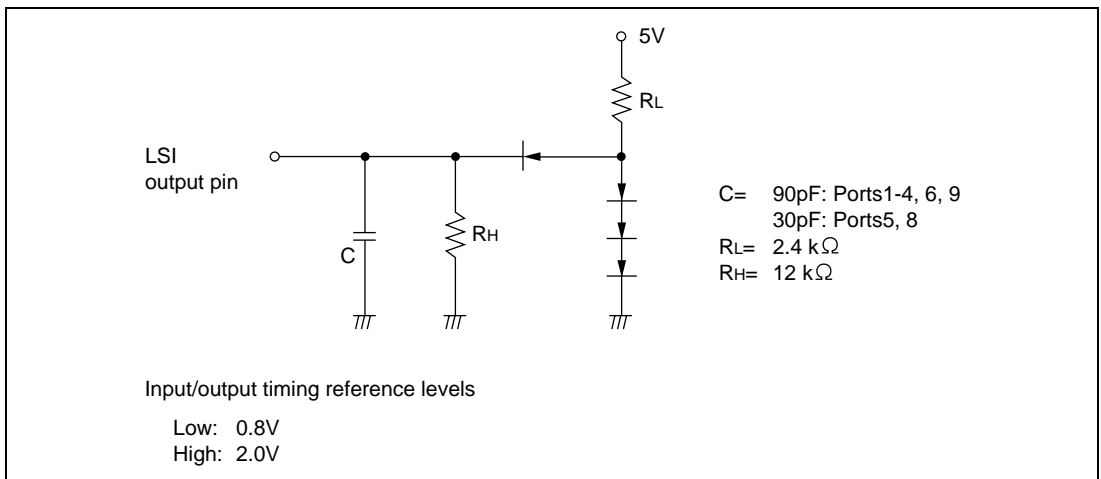 5V
RL
LSI
output pin
C
RH
C= 90pF: Ports1-4, 6, 9
30pF: Ports5, 8
RL= 2.4 kΩ
RH= 12 kΩ
Input/output timing reference levels
Low: 0.8V
High: 2.0V